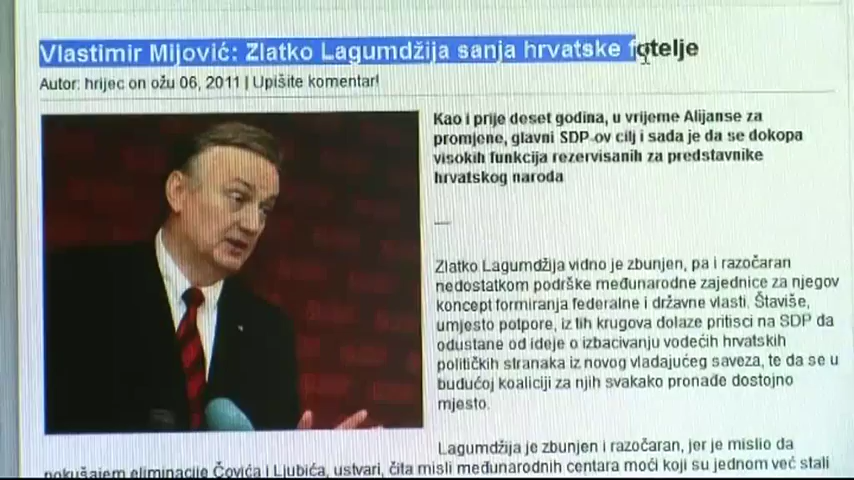 Vlastimir Mijović: Zlatko Lagumdžija sanja hrvatske fotelje
Autor: hrijec on ožu 06, 2011 | Upišite komentar!
Kao i prije deset godina, u vrijeme Alijanse za
promjene, glavni SDP-ov cilj i sada je da se dokopa
visokih funkcija rezervisanih za predstavnike
hrvatskog naroda
—
Zlatko Lagumdžija vidno je zbunjen, pa i razočaran
nedostatkom podrške međunarodne zajednice za njegov
koncept formiranja federalne i državne vlasti. Štaviše,
umjesto potpore, iz tih krugova dolaze pritisci na SDP da
odustane od ideje o izbacivanju vodećih hrvatskih
političkih stranaka iz novog vladajućeg saveza, te da se u
budućoj koaliciji za njih svakako pronađe dostojno
mjesto.
Lagumdžija je zbunjen i razočaran, jer je mislio da
pokušajem eliminacije Čovića i Ljubića, ustvari, čita misli međunarodnih centara moći koji su jednom već stali